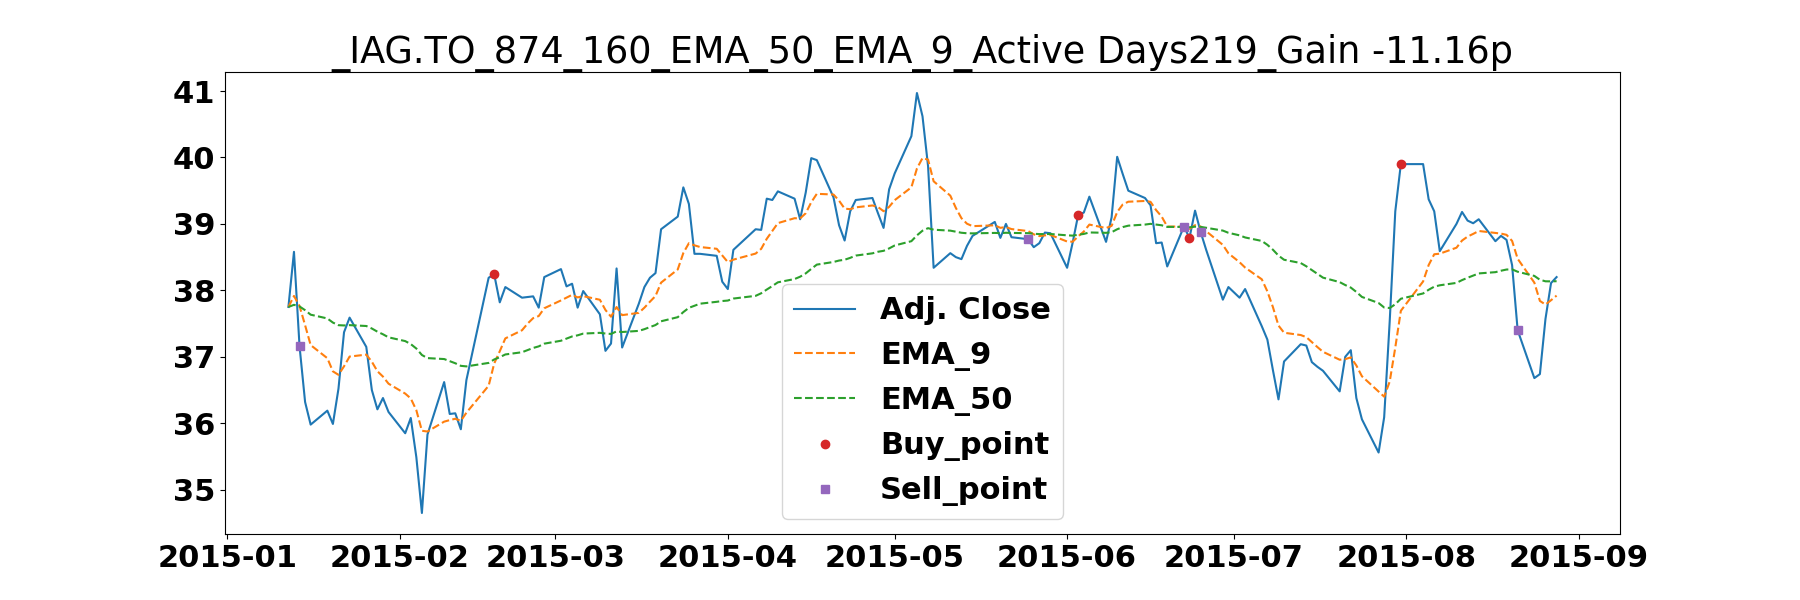 _IAG.TO_874_160_EMA_50_EMA_9_Active Days219_Gain -11.16p
41
40
39
38
37
36
35
Adj. Close
EMA_9
EMA_50
Buy_point
Sell_point
2015-01 2015-02 2015-03 2015-04 2015-05 2015-06 2015-07 2015-08 2015-09